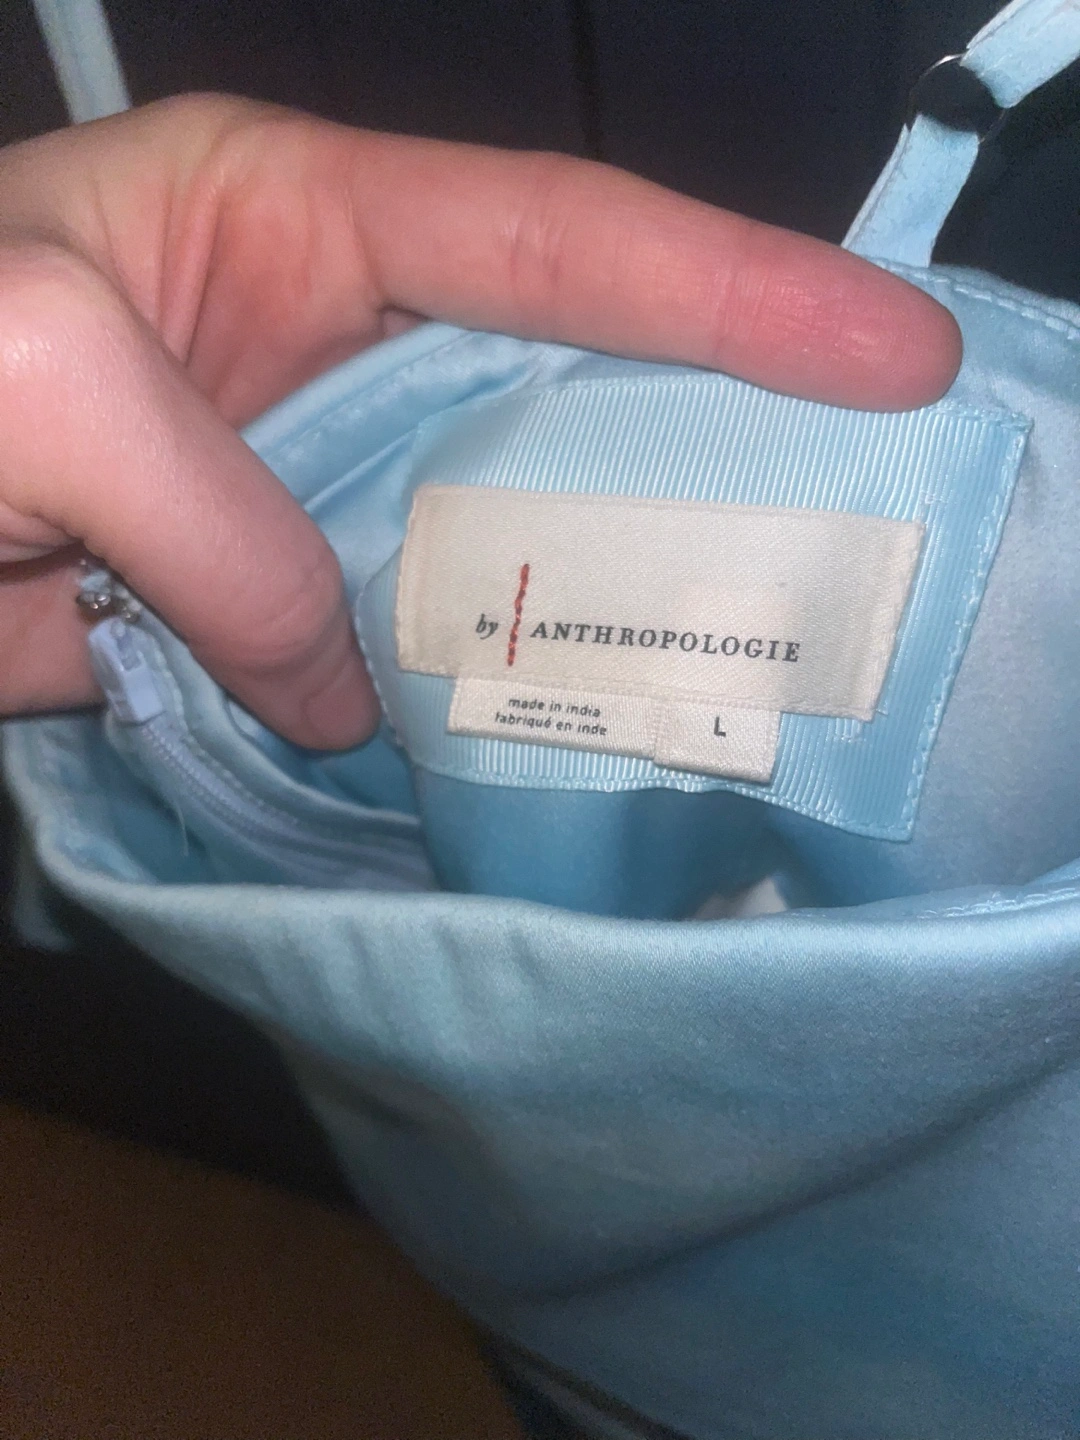 by ANTHROPOLOGIE
made in india
fabriqué en inde
L